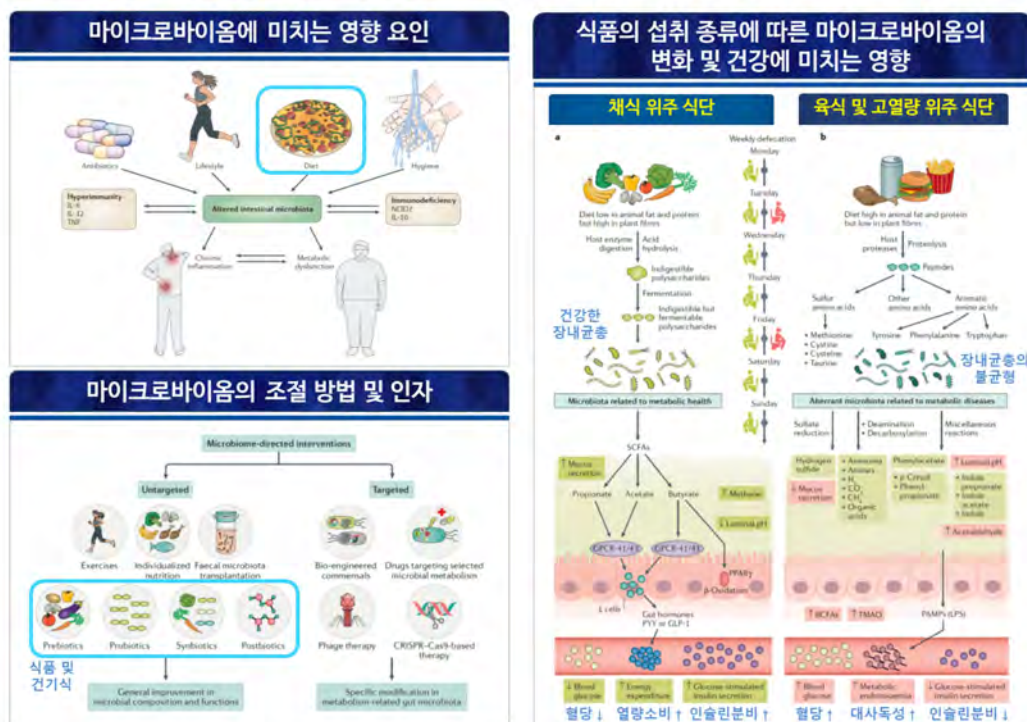 마이크로바이옴에 미치는 영향 요인
Antibiotics
Lifestyle
Diet
Hygiene
Hyperimmunity
IL-6
IL-12
TNF
Altered intestinal microbiota
Immunodeficiency
IL-10
Chronic
inflammation
Metabolic
dysfunction
마이크로바이옴의 조절 방법 및 인자
Microbiome-directed interventions
Untargeted
Targeted
Exercises
Individualized
nutrition
Faecal microbiota
transplantation
Bio-engineered
commensals
Drugs targeting selected
microbial metabolism
Prebiotics
Probiotics
Synbiotics
Postbiotics
Phage therapy
CRISPR–Cas9-based
therapy
식품 및
건기식
General improvement in
microbial composition and functions
Specific modification in
metabolism-related gut microbiota
식품의 섭취 종류에 따른 마이크로바이옴의
변화 및 건강에 미치는 영향
채식 위주 식단
육식 및 고열량 위주 식단
a
Weekly defecation
b
Monday
Tuesday
Wednesday
Thursday
Friday
Saturday
Sunday
Diet low in animal fat and protein
but high in plant fibres
Host enzyme
digestion
Acid
hydrolysis
Indigestible
polysaccharides
Fermentation
Indigestible but
fermentable
polysaccharides
건강한
장내균총
Microbiota related to metabolic health
SCFAs
↑ Mucus
secretion
Propionate
Acetate
Butyrate
↑ Methane
↓ Luminal pH
GPCR-41/43
GPCR-41/43
PPARγ
β-Oxidation
L cells
Gut hormones
PYY or GLP-1
↓ Blood
glucose
↑ Energy
expenditure
↑ Glucose-stimulated
insulin secretion
혈당 ↓
열량소비 ↑
인슐린분비 ↑
Diet high in animal fat and protein
but low in plant fibres
Host
proteases
Proteolysis
Peptides
Sulfur
amino acids
Other
amino acids
Aromatic
amino acids
• Methionine
• Cystine
• Cysteine
• Taurine
Tyrosine
Phenylalanine
Tryptophan
장내균총의
불균형
Aberrant microbiota related to metabolic diseases
Sulfate
reduction
• Deamination
• Decarboxylation
Miscellaneous
reactions
Hydrogen
sulfide
↓ Mucus
secretion
• Ammonia
• Amines
• H₂
• CO₂
• CH₄
• Organic
acids
Phenylacetate
• p-Cresol
• Phenol
propionate
↑ Luminal pH
• Indole
propionate
• Indole
acetate
• Indole
↑ Acetaldehyde
↑ BCFAs
↑ TMAO
PAMPs (LPS)
↑ Blood
glucose
↑ Metabolic
endotoxaemia
↓ Glucose-stimulated
insulin secretion
혈당 ↑
대사독성 ↑
인슐린분비 ↓